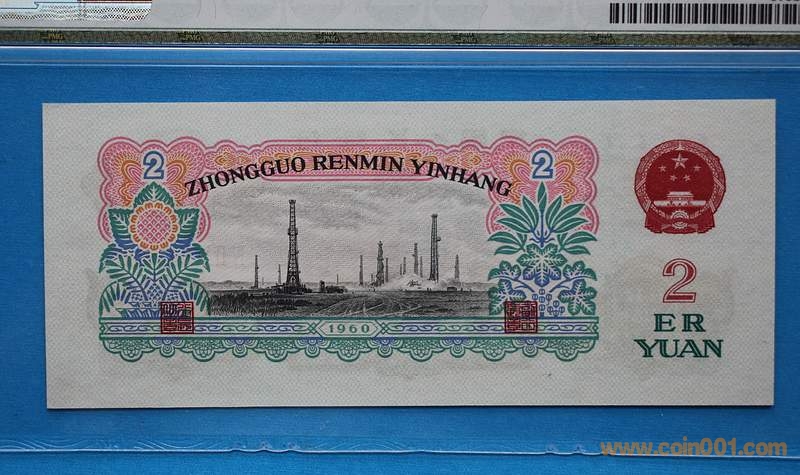 2
2
ZHONGGUO RENMIN YINHANG
1960
2
ER
YUAN
www.coin001.com